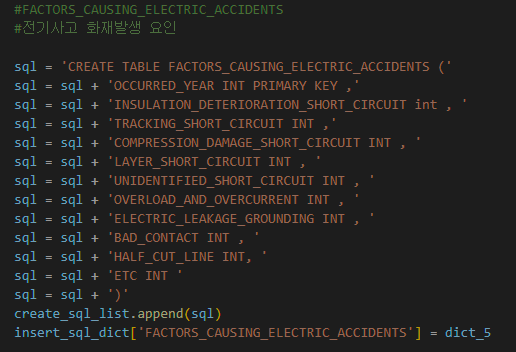 #FACTORS_CAUSING_ELECTRIC_ACCIDENTS
#전기사고 화재발생 요인
sql = 'CREATE TABLE FACTORS_CAUSING_ELECTRIC_ACCIDENTS ('
sql = sql + 'OCCURRED_YEAR INT PRIMARY KEY ,'
sql = sql + 'INSULATION_DETERIORATION_SHORT_CIRCUIT int , '
sql = sql + 'TRACKING_SHORT_CIRCUIT INT ,'
sql = sql + 'COMPRESSION_DAMAGE_SHORT_CIRCUIT INT , '
sql = sql + 'LAYER_SHORT_CIRCUIT INT , '
sql = sql + 'UNIDENTIFIED_SHORT_CIRCUIT INT , '
sql = sql + 'OVERLOAD_AND_OVERCURRENT INT , '
sql = sql + 'ELECTRIC_LEAKAGE_GROUNDING INT , '
sql = sql + 'BAD_CONTACT INT , '
sql = sql + 'HALF_CUT_LINE INT, '
sql = sql + 'ETC INT '
sql = sql + ')'
create_sql_list.append(sql)
insert_sql_dict['FACTORS_CAUSING_ELECTRIC_ACCIDENTS'] = dict_5